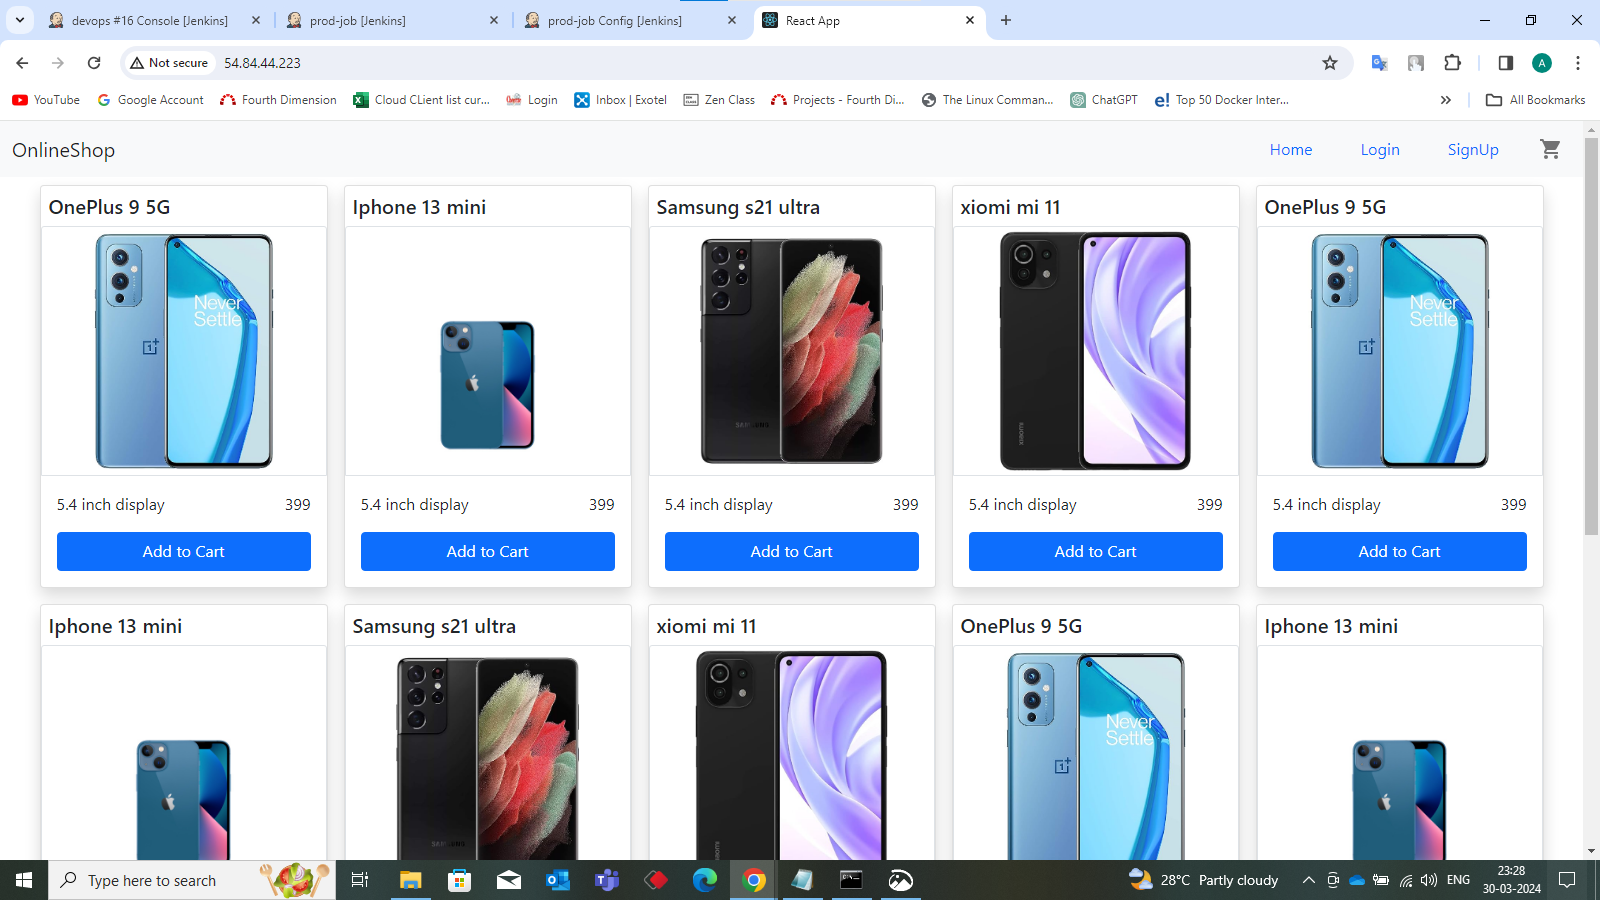 devops #16 Console [Jenkins]
prod-job [Jenkins]
prod-job Config [Jenkins]
React App
Not secure
54.84.44.223
A
YouTube
Google Account
Fourth Dimension
Cloud CLient list cur...
Login
Inbox | Exotel
Zen Class
Projects - Fourth Di...
The Linux Comman...
ChatGPT
Top 50 Docker Inter...
All Bookmarks
OnlineShop
Home
Login
SignUp
OnePlus 9 5G
Iphone 13 mini
Samsung s21 ultra
xiomi mi 11
OnePlus 9 5G
Never
Settle
SAMSUNG
XIAOMI
Never
Settle
5.4 inch display 399
5.4 inch display 399
5.4 inch display 399
5.4 inch display 399
5.4 inch display 399
Add to Cart
Add to Cart
Add to Cart
Add to Cart
Add to Cart
Iphone 13 mini
Samsung s21 ultra
xiomi mi 11
OnePlus 9 5G
Iphone 13 mini
Never
Settle
Type here to search
28°C Partly cloudy
ENG
23:28
30-03-2024